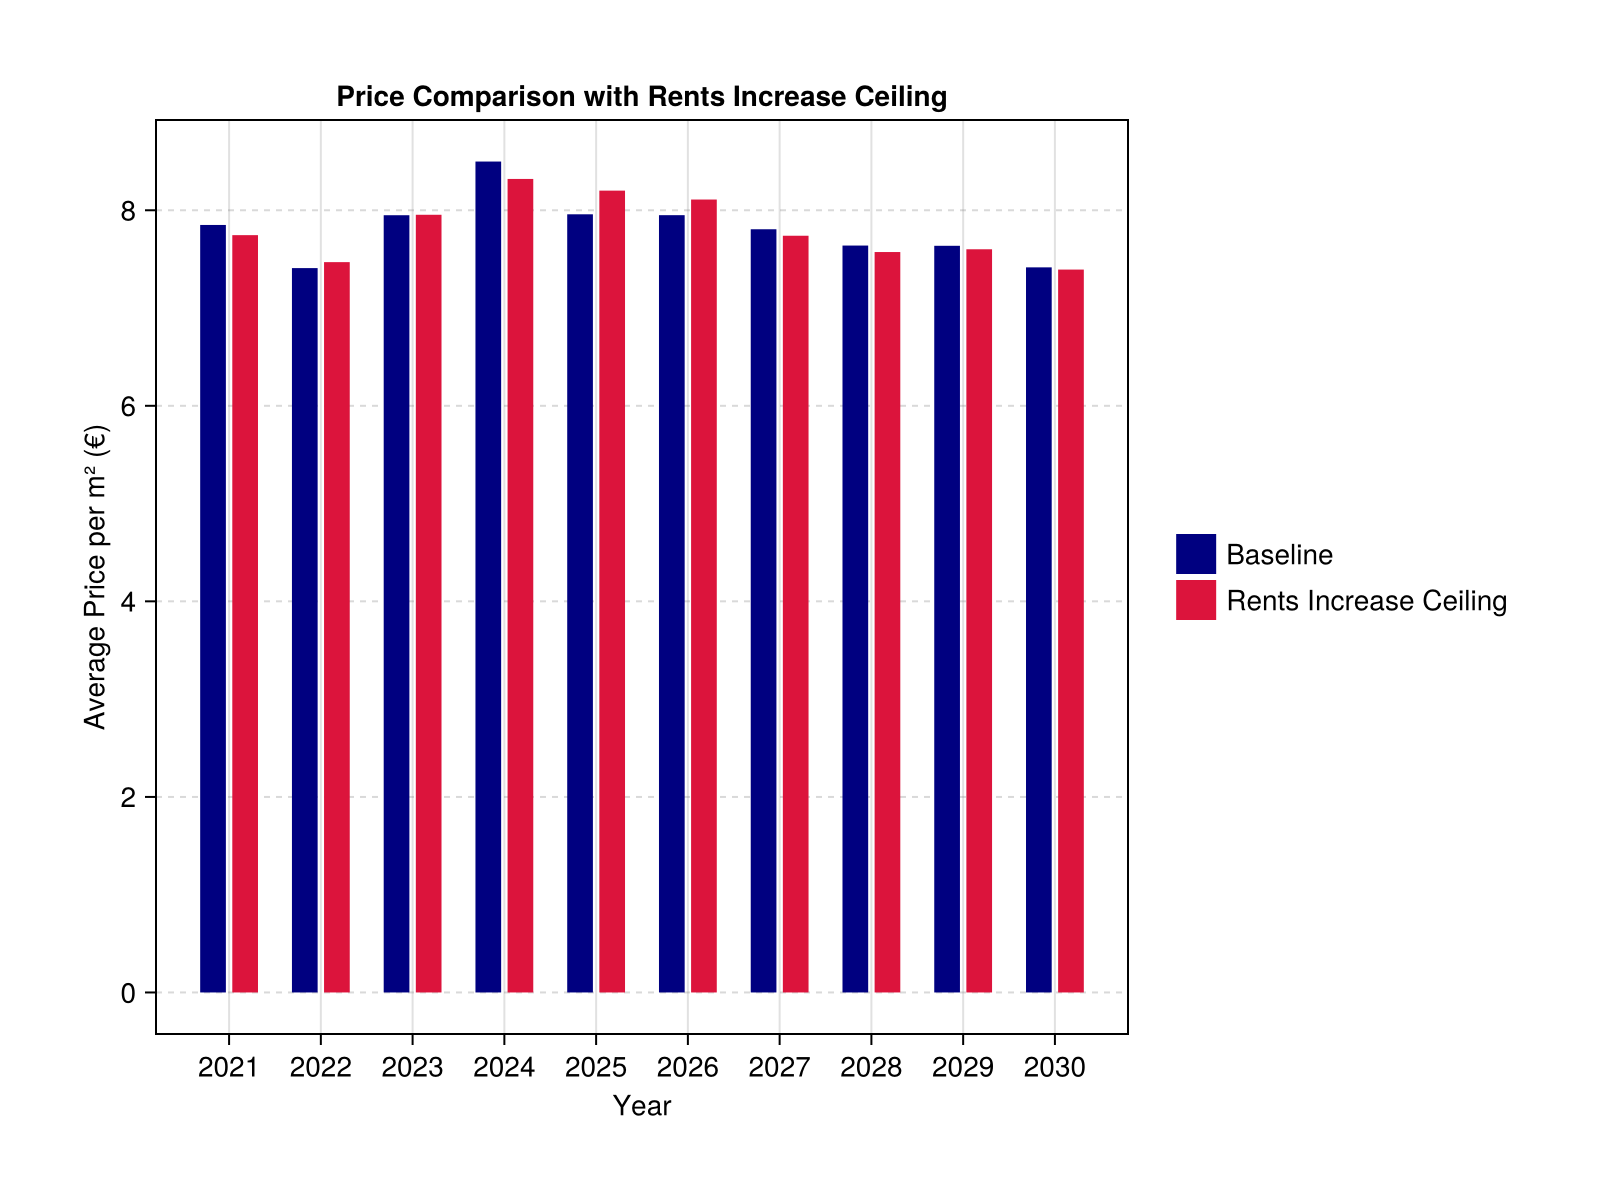 Price Comparison with Rents Increase Ceiling
Average Price per m² (€)
8
6
4
2
0
2021 2022 2023 2024 2025 2026 2027 2028 2029 2030
Year
Baseline
Rents Increase Ceiling